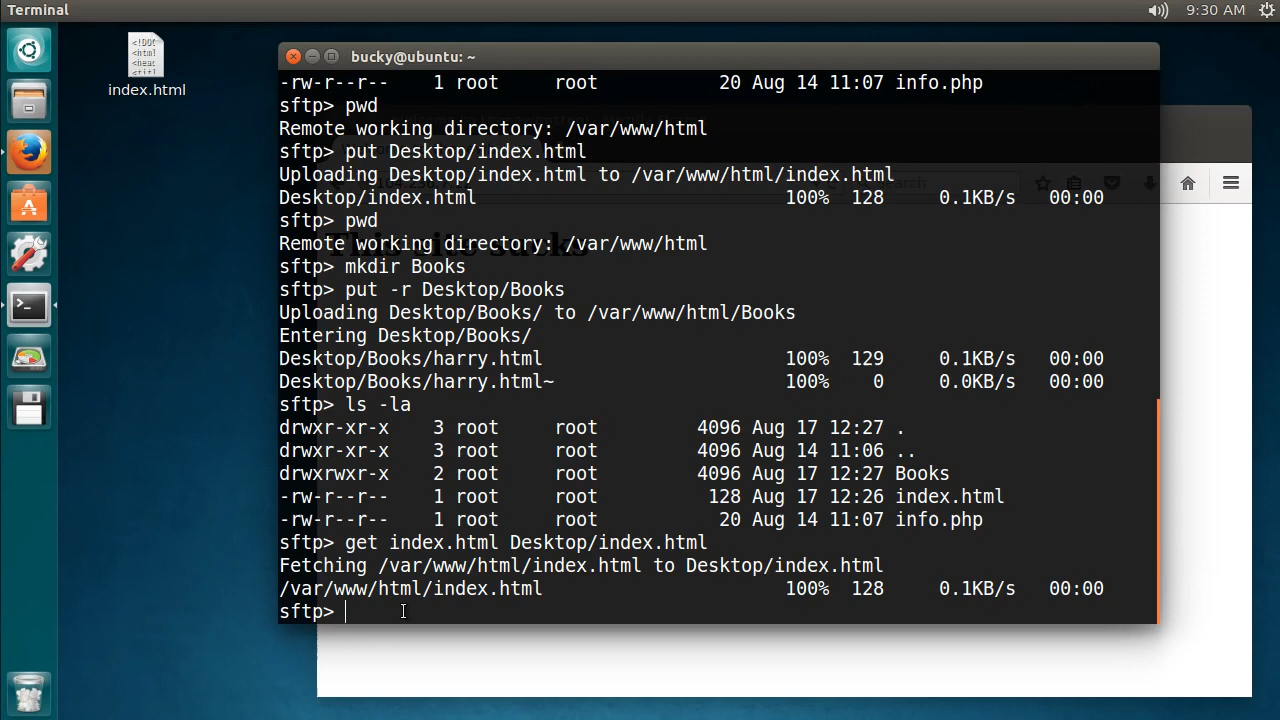 Terminal
9:30 AM
<!DOC
<html
<head
<titl
index.html
bucky@ubuntu: ~
-rw-r--r-- 1 root root 20 Aug 14 11:07 info.php
sftp> pwd
Remote working directory: /var/www/html
sftp> put Desktop/index.html
Uploading Desktop/index.html to /var/www/html/index.html
Desktop/index.html 100% 128 0.1KB/s 00:00
sftp> pwd
Remote working directory: /var/www/html
sftp> mkdir Books
sftp> put -r Desktop/Books
Uploading Desktop/Books/ to /var/www/html/Books
Entering Desktop/Books/
Desktop/Books/harry.html 100% 129 0.1KB/s 00:00
Desktop/Books/harry.html~ 100% 0 0.0KB/s 00:00
sftp> ls -la
drwxr-xr-x 3 root root 4096 Aug 17 12:27 .
drwxr-xr-x 3 root root 4096 Aug 14 11:06 ..
drwxrwxr-x 2 root root 4096 Aug 17 12:27 Books
-rw-r--r-- 1 root root 128 Aug 17 12:26 index.html
-rw-r--r-- 1 root root 20 Aug 14 11:07 info.php
sftp> get index.html Desktop/index.html
Fetching /var/www/html/index.html to Desktop/index.html
/var/www/html/index.html 100% 128 0.1KB/s 00:00
sftp>
Search
This site sucks